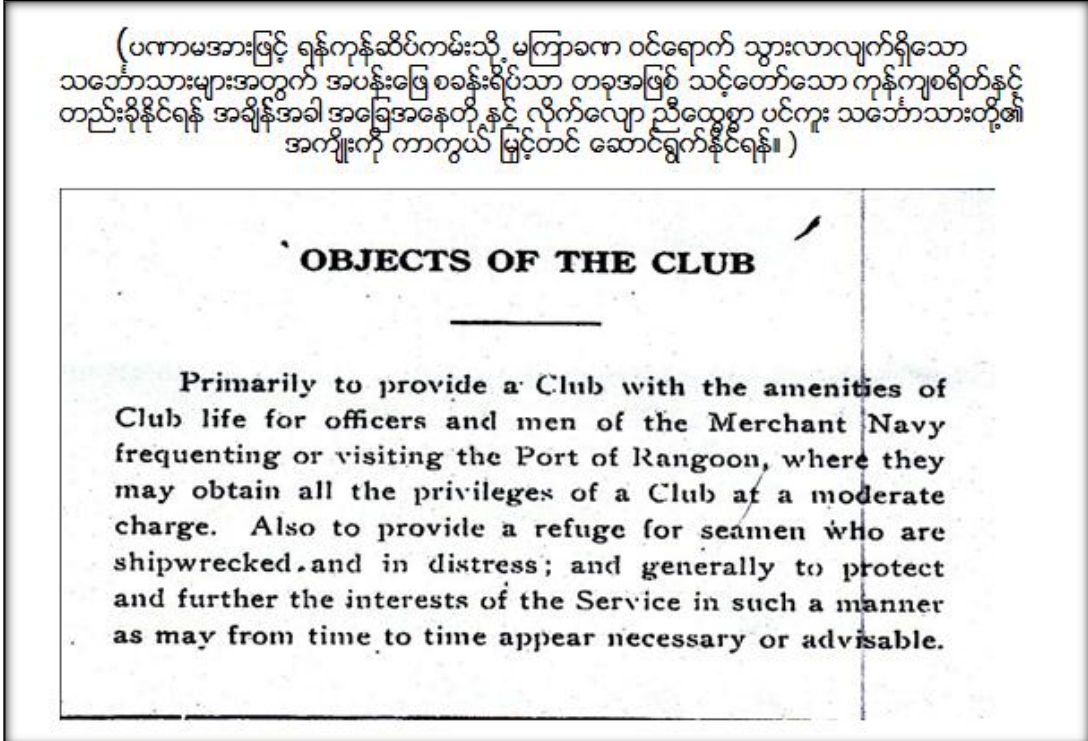 (ပဏာမအားဖြင့် ရန်ကုန်ဆိပ်ကမ်းသို့ မကြာခဏ ဝင်ရောက် သွားလာလျက်ရှိသော
သင်္ဘောသားများအတွက် အပန်းဖြေ စခန်းရိပ်သာ တခုအဖြစ် သင့်တော်သော ကုန်ကျစရိတ်နှင့်
တည်းခိုနိုင်ရန် အချိန်အခါ အခြေအနေတို့ နှင့် လိုက်လျော ညီထွေစွာ ပင်ကူး သင်္ဘောသားတို့၏
အကျိုးကို ကာကွယ် မြှင့်တင် ဆောင်ရွက်နိုင်ရန်။ )
OBJECTS OF THE CLUB
Primarily to provide a Club with the amenities of
Club life for officers and men of the Merchant Navy
frequenting or visiting the Port of Rangoon, where they
may obtain all the privileges of a Club at a moderate
charge. Also to provide a refuge for seamen who are
shipwrecked and in distress; and generally to protect
and further the interests of the Service in such a manner
as may from time to time appear necessary or advisable.